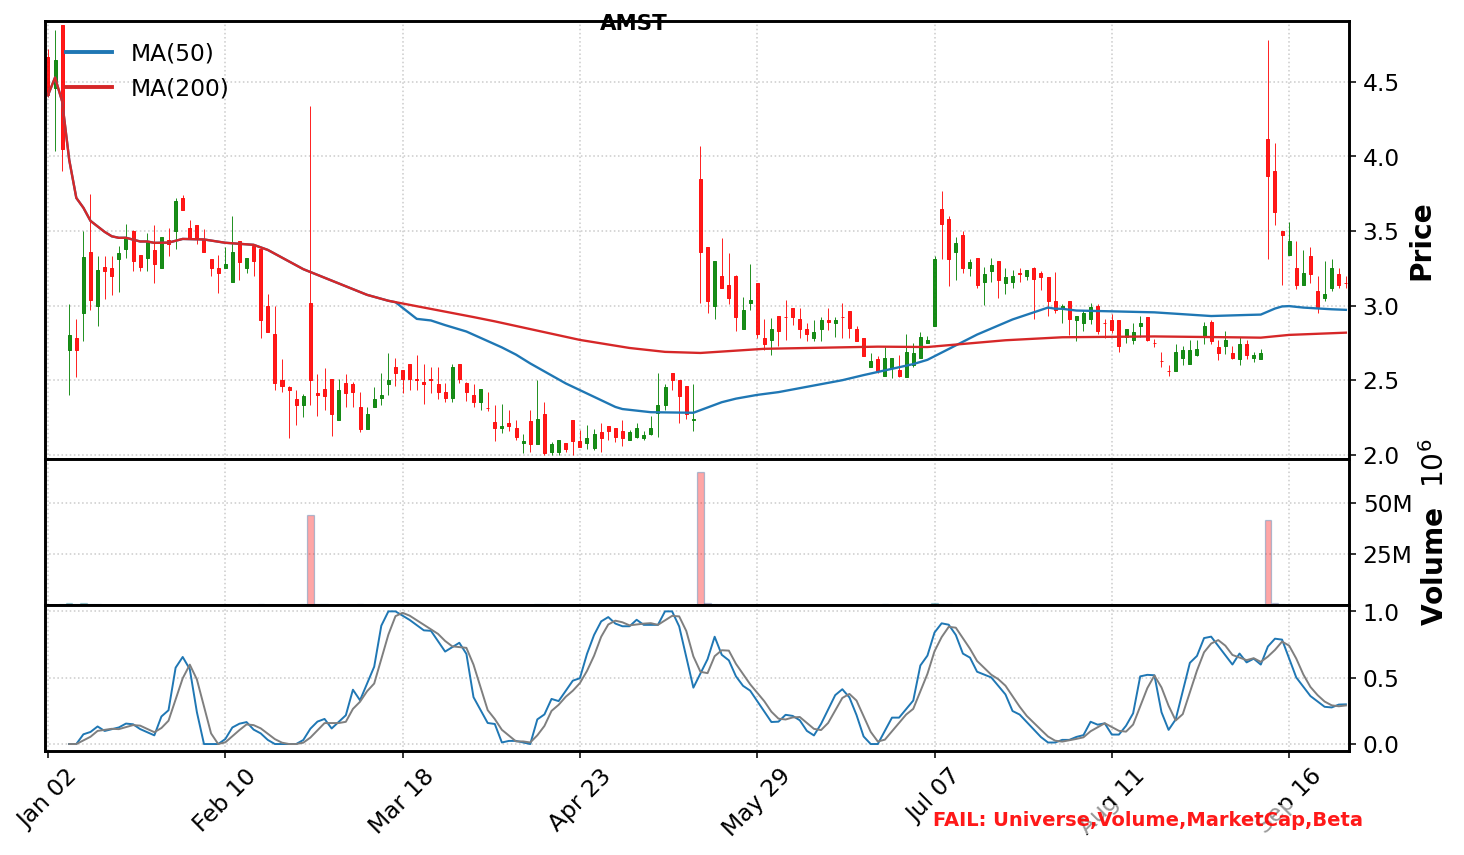 AMST
MA(50)
MA(200)
4.5
4.0
3.5
3.0
2.5
2.0
Price
50M
25M
Volume 10⁶
1.0
0.5
0.0
Jan 02
Feb 10
Mar 18
Apr 23
May 29
Jul 07
Aug 11
Sep 16
FAIL: Universe,Volume,MarketCap,Beta